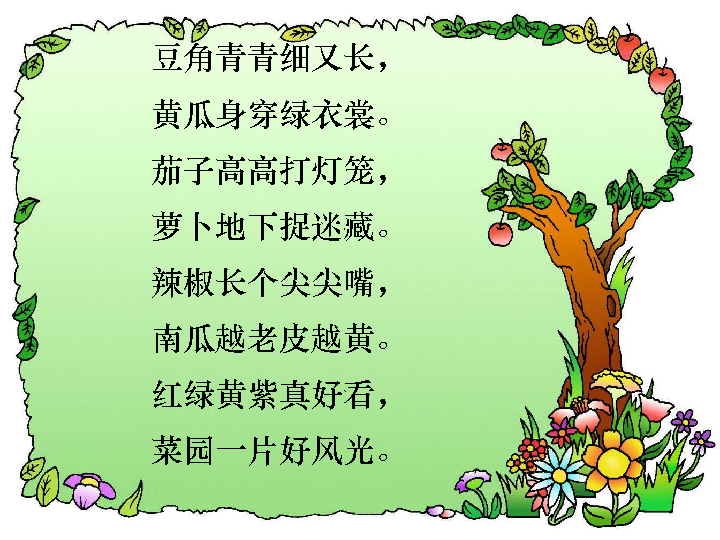 豆角青青细又长，
黄瓜身穿绿衣裳。
茄子高高打灯笼，
萝卜地下捉迷藏。
辣椒长个尖尖嘴，
南瓜越老皮越黄。
红绿黄紫真好看，
菜园一片好风光。